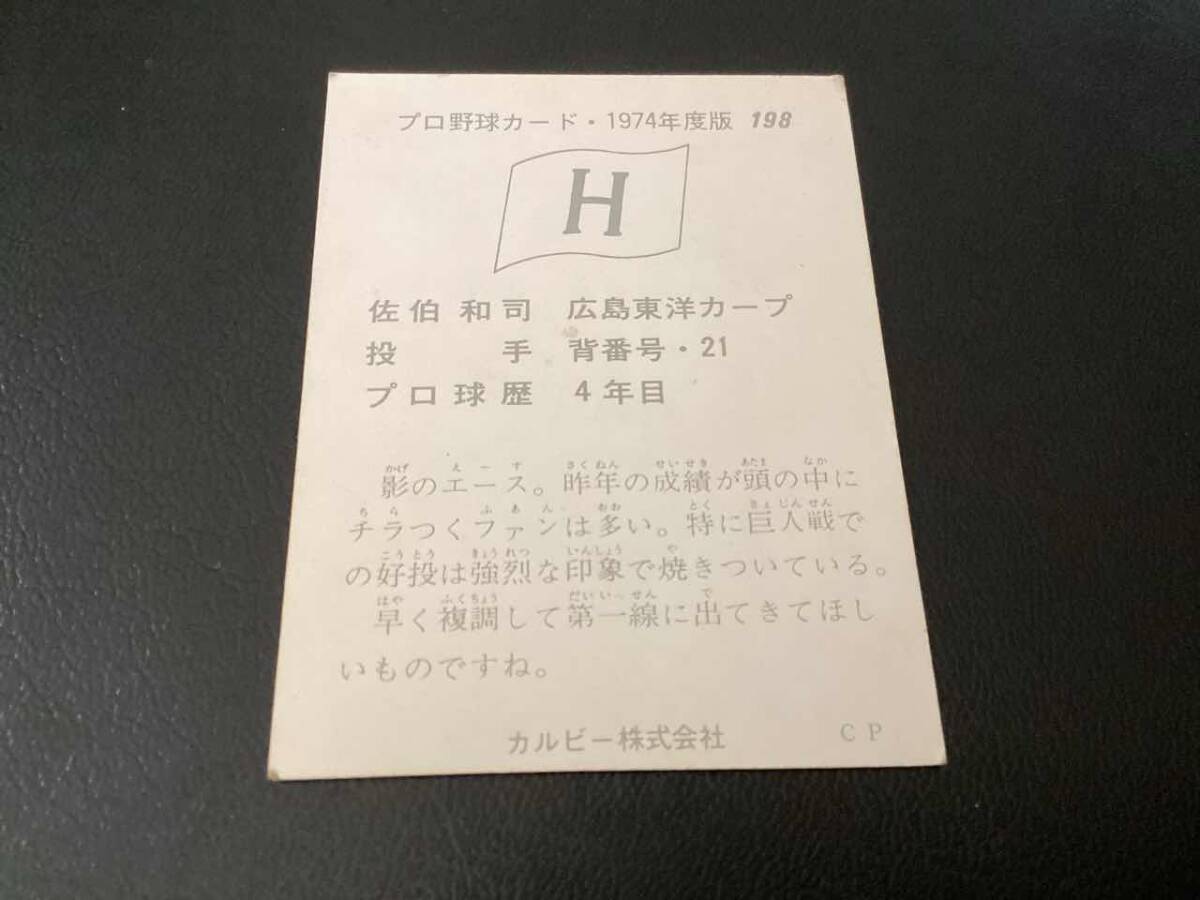 プロ野球カード・1974年度版 198
H
佐伯和司 広島東洋カープ
投手 背番号・21
プロ球歴 4年目
影のエース。昨年の成績が頭の中に
チラつくファンは多い。特に巨人戦で
の好投は強烈な印象で焼きついている。
早く複調して第一線に出てきてほし
いものですね。
カルビー株式会社 CP